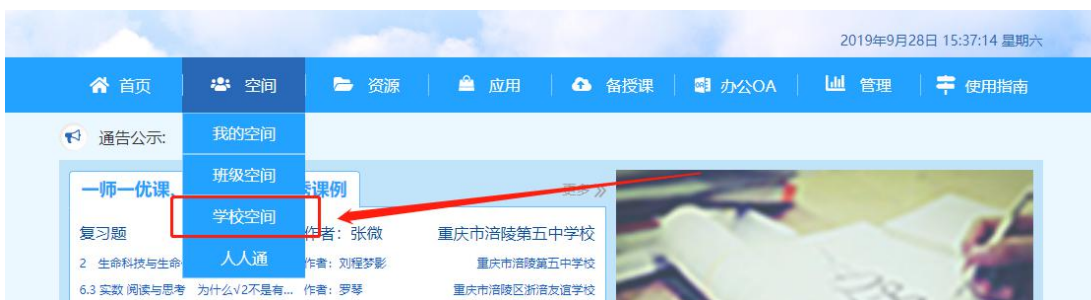 2019年9月28日 15:37:14 星期六
首页 空间 资源 应用 备授课 办公OA 管理 使用指南
通告公示:
我的空间
班级空间
一师一优课, 课例 更多
学校空间
复习题 作者：张微 重庆市涪陵第五中学校
人人通
2 生命科技与生命 作者：刘程梦影 重庆市涪陵第五中学校
6.3 实数 阅读与思考 为什么√2不是有... 作者：罗琴 重庆市涪陵区浙涪友谊学校